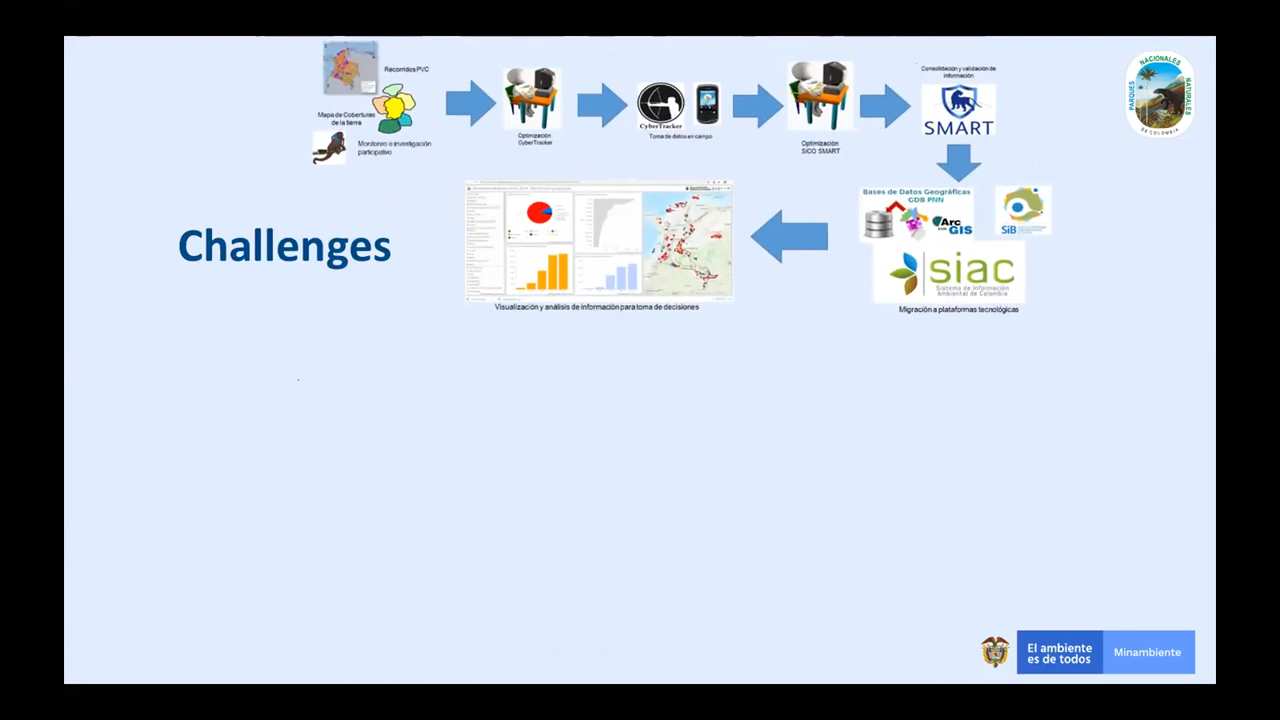 Recorridos PVC
Mapa de Coberturas
de la tierra
Monitoreo e investigación
participativo
Optimización
CyberTracker
CyberTracker
Toma de datos en campo
Optimización
SICO SMART
Consolidación y validación de
información
SMART
PARQUES NACIONALES NATURALES
DE COLOMBIA
Challenges
Bases de Datos Geográficas
GDB PNN
Arc
GIS
SiB
siac
Sistema de Información
Ambiental de Colombia
Migración a plataformas tecnológicas
Visualización y análisis de información para toma de decisiones
El ambiente
es de todos
Minambiente